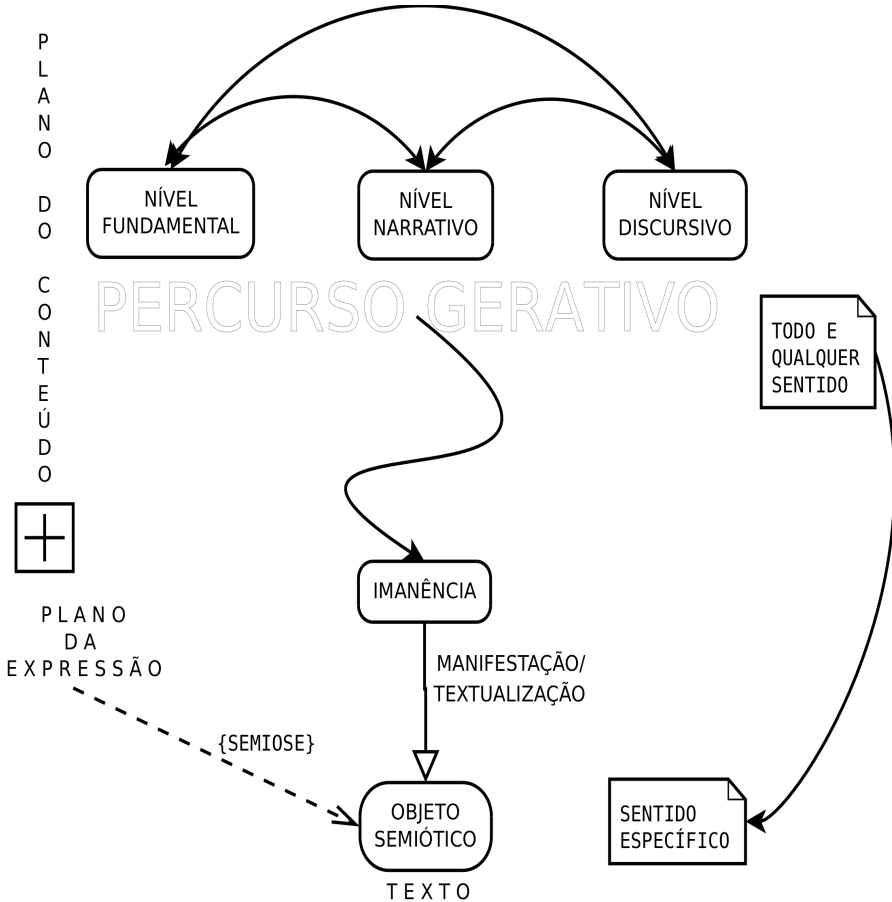 PLANO DO CONTEÚDO
NÍVEL
FUNDAMENTAL
NÍVEL
NARRATIVO
NÍVEL
DISCURSIVO
PERCURSO GERATIVO
TODO E
QUALQUER
SENTIDO
IMANÊNCIA
PLANO
DA
EXPRESSÃO
MANIFESTAÇÃO/
TEXTUALIZAÇÃO
{SEMIOSE}
OBJETO
SEMIÓTICO
TEXTO
SENTIDO
ESPECÍFICO